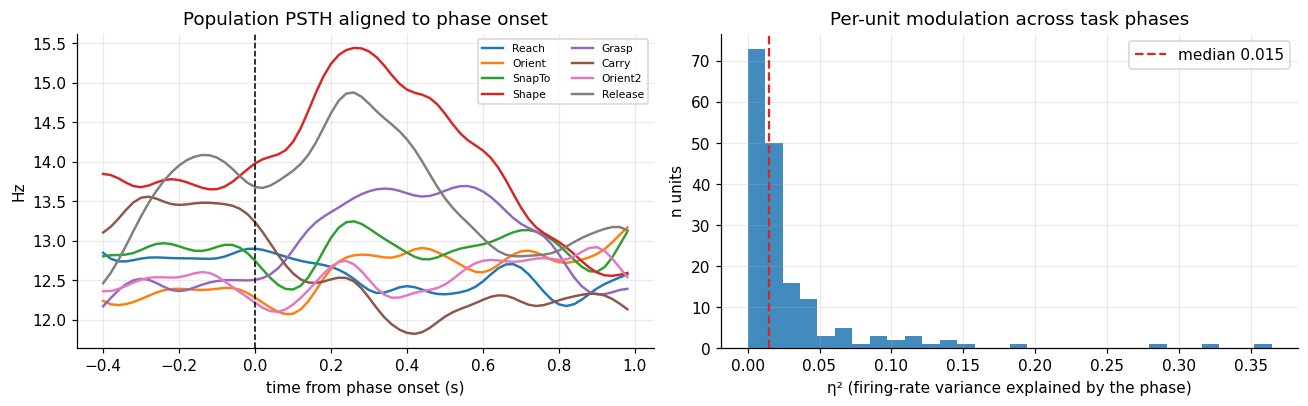 Population PSTH aligned to phase onset
Hz
15.5
15.0
14.5
14.0
13.5
13.0
12.5
12.0
Reach
Orient
SnapTo
Shape
Grasp
Carry
Orient2
Release
−0.4 −0.2 0.0 0.2 0.4 0.6 0.8 1.0
time from phase onset (s)
Per-unit modulation across task phases
n units
70
60
50
40
30
20
10
0
median 0.015
0.00 0.05 0.10 0.15 0.20 0.25 0.30 0.35
η² (firing-rate variance explained by the phase)